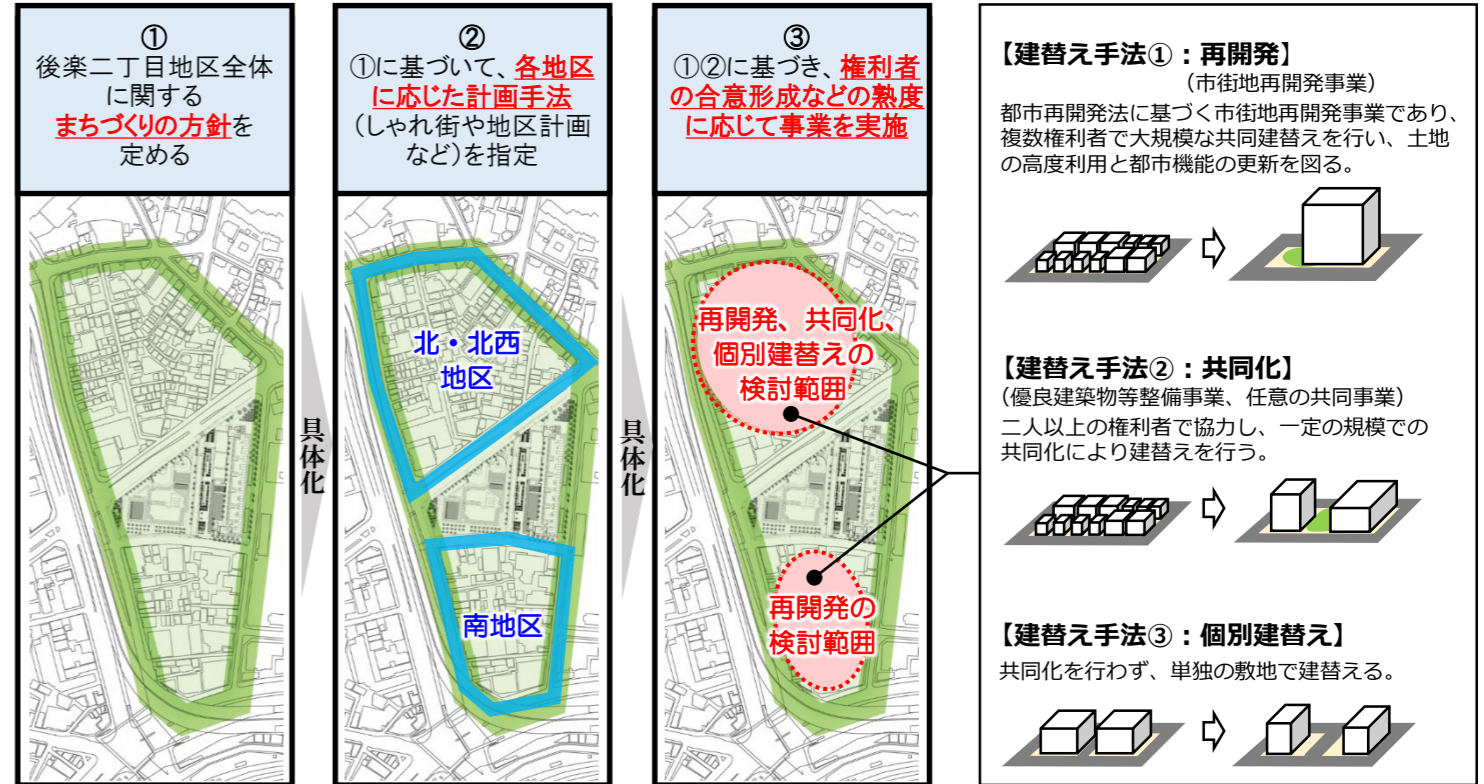 ①
後楽二丁目地区全体
に関する
まちづくりの方針を
定める
具体化
②
①に基づいて、各地区
に応じた計画手法
（しゃれ街や地区計画
など）を指定
北・北西
地区
南地区
具体化
③
①②に基づき、権利者
の合意形成などの熟度
に応じて事業を実施
再開発、共同化、
個別建替えの
検討範囲
再開発の
検討範囲
【建替え手法①：再開発】
（市街地再開発事業）
都市再開発法に基づく市街地再開発事業であり、
複数権利者で大規模な共同建替えを行い、土地
の高度利用と都市機能の更新を図る。
【建替え手法②：共同化】
（優良建築物等整備事業、任意の共同事業）
二人以上の権利者で協力し、一定の規模での
共同化により建替えを行う。
【建替え手法③：個別建替え】
共同化を行わず、単独の敷地で建替える。